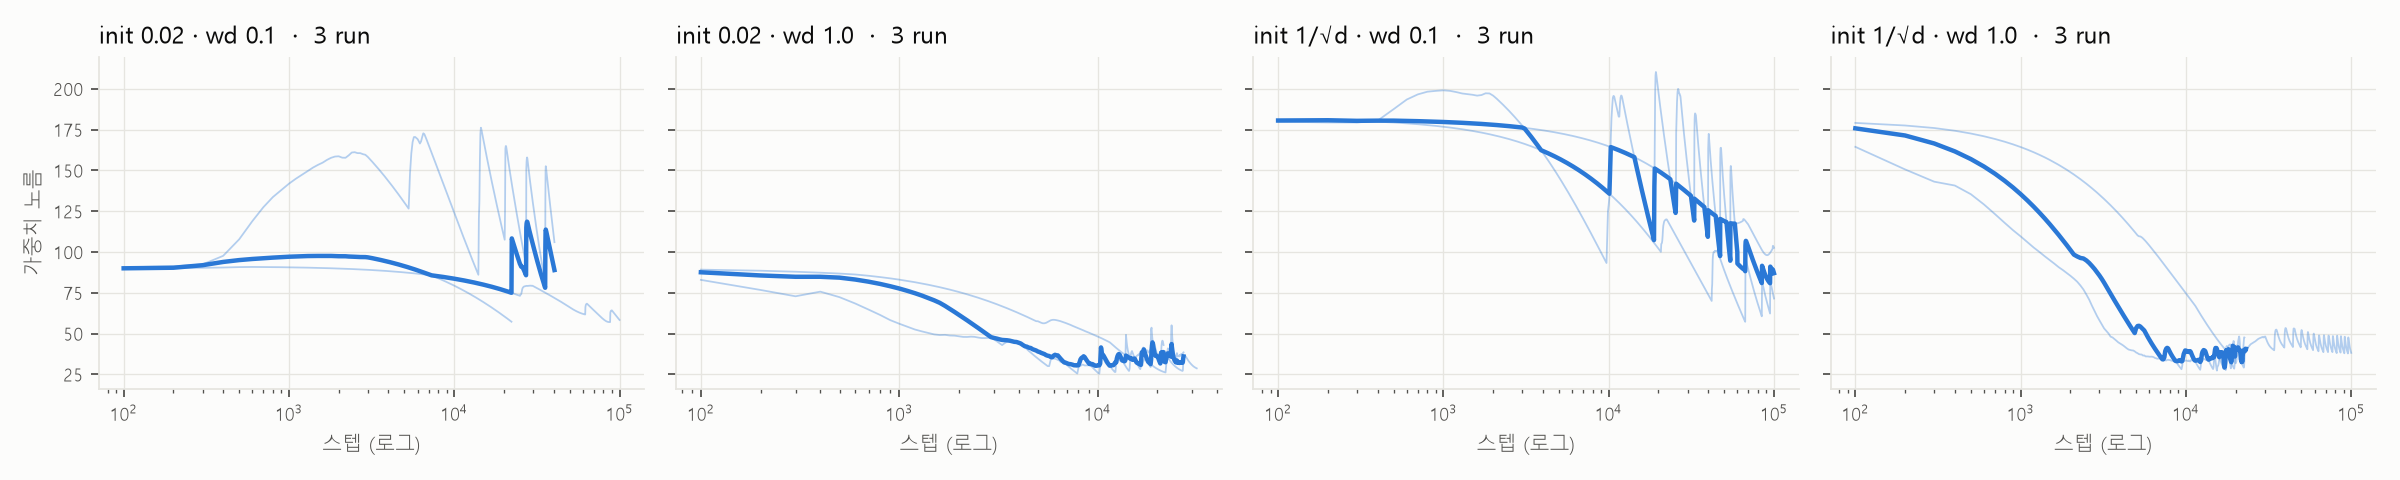 init 0.02 · wd 0.1 · 3 run
init 0.02 · wd 1.0 · 3 run
init 1/√d · wd 0.1 · 3 run
init 1/√d · wd 1.0 · 3 run
가중치 노름
200
175
150
125
100
75
50
25
10² 10³ 10⁴ 10⁵
10² 10³ 10⁴
10² 10³ 10⁴ 10⁵
10² 10³ 10⁴ 10⁵
스텝 (로그)
스텝 (로그)
스텝 (로그)
스텝 (로그)